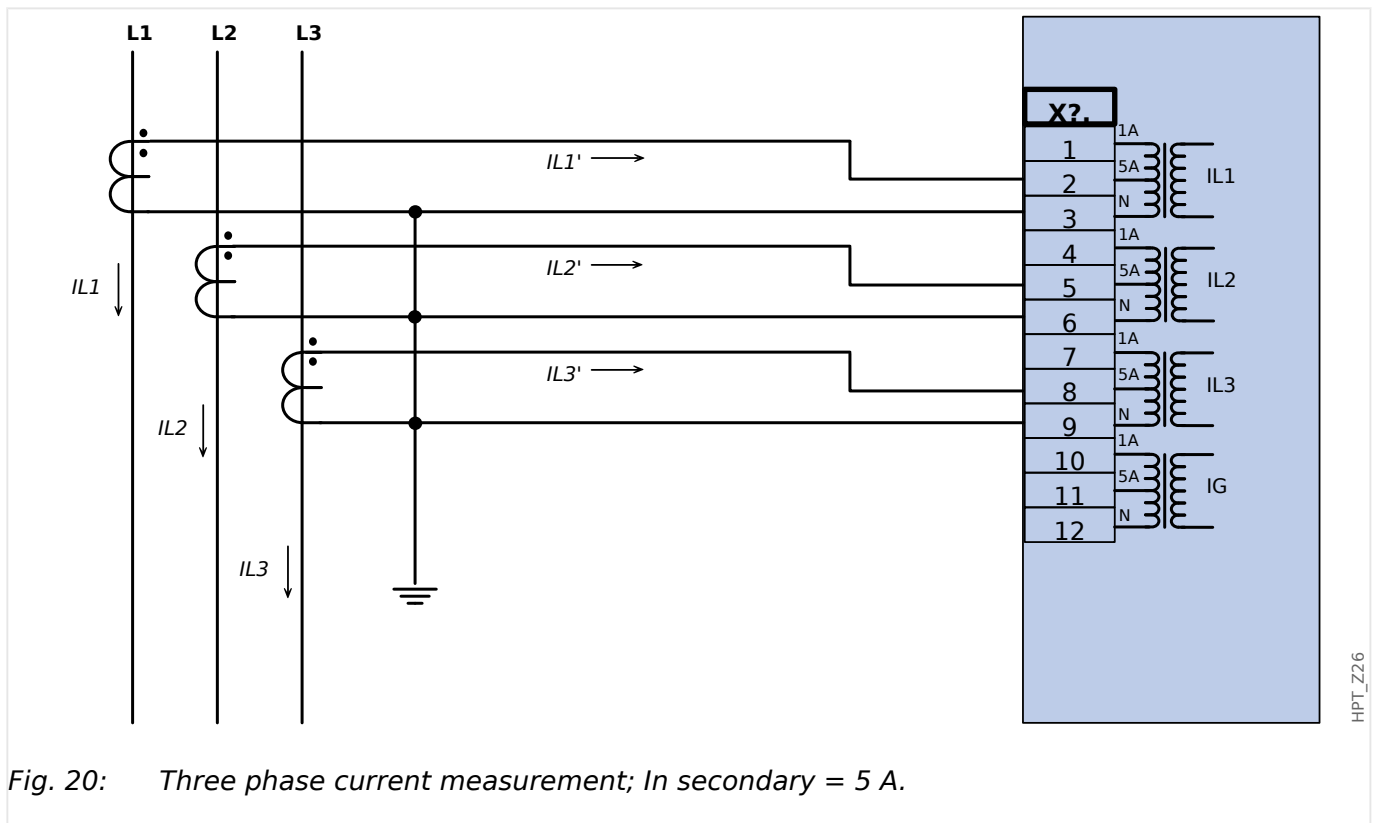 L1 L2 L3
X?.
1A
1
IL1'
5A
2
IL1
N
3
1A
4
IL2'
5A
IL2
5
IL1
N
6
1A
7
IL3'
5A
IL3
8
N
9
IL2
1A
10
5A
IG
11
N
12
IL3
HPT_Z26
Fig. 20: Three phase current measurement; In secondary = 5 A.